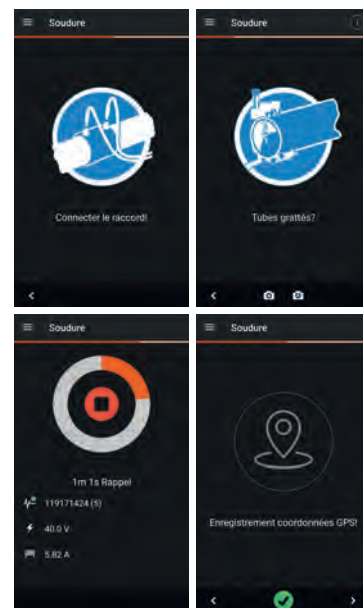 Soudure
Connecter le raccord!
Soudure
Tubes grattés?
Soudure
1m 1s Rappel
119171424 (5)
40.0 V
5.82 A
Soudure
Enregistrement coordonnées GPS!